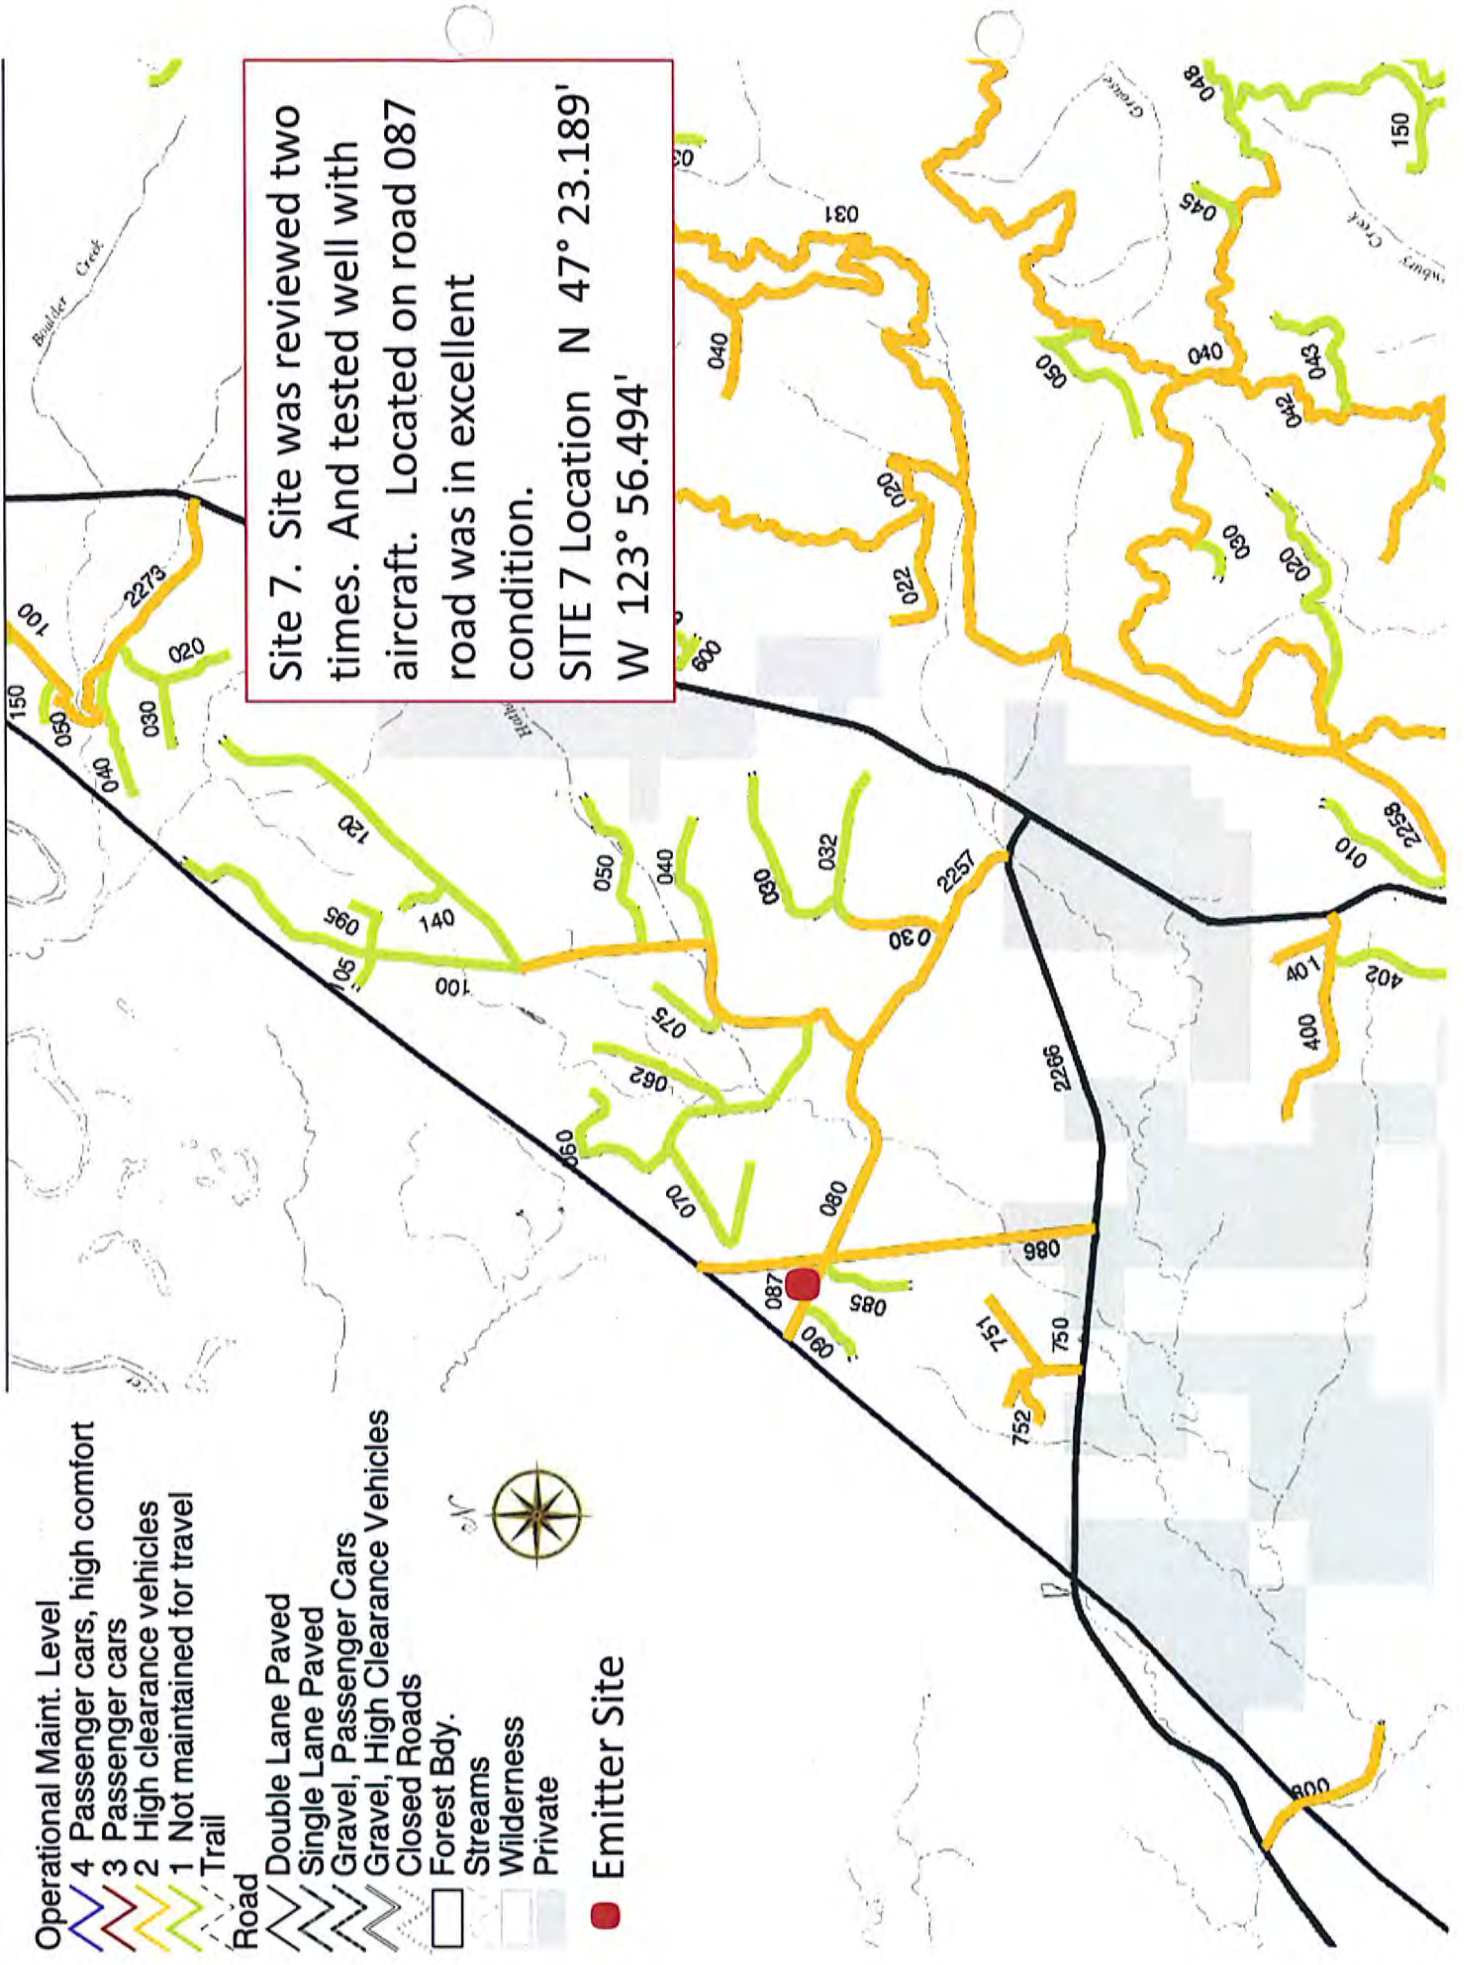 Site 7.  Site was reviewed two
times.  And tested well with
aircraft.  Located on road 087
road was in excellent
condition.
SITE 7 Location  N  47° 23.189'
W  123° 56.494'
Operational Maint. Level
4 Passenger cars, high comfort
3 Passenger cars
2 High clearance vehicles
1 Not maintained for travel
Trail
Road
Double Lane Paved
Single Lane Paved
Gravel, Passenger Cars
Gravel, High Clearance Vehicles
Closed Roads
Forest Bdy.
Streams
Wilderness
Private
Emitter Site
N
Boulder Creek
Grouse
Creek
100
2273
150
050
020
030
040
120
095
140
100
050
040
075
062
060
070
030
032
030
2257
080
086
087
085
090
2266
751
750
752
800
600
040
031
020
022
050
040
045
048
150
043
042
030
020
010
2258
401
400
402